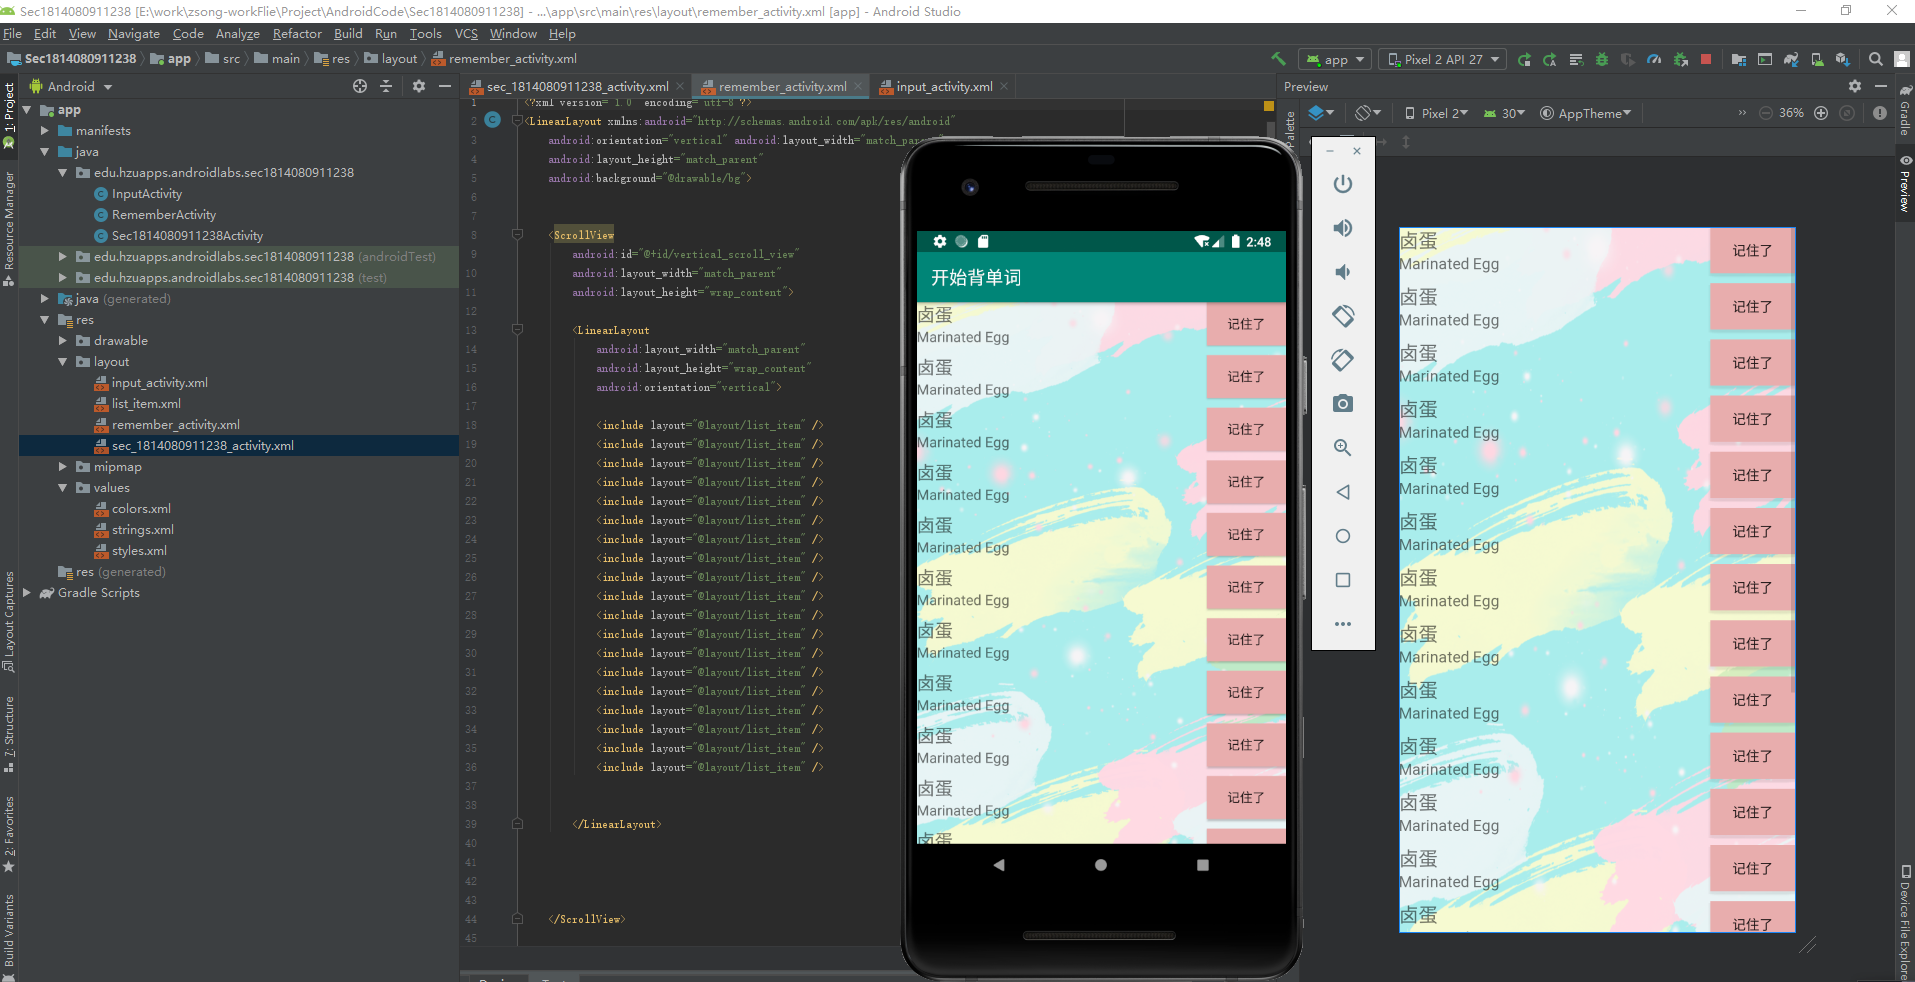 Sec1814080911238 [E:\work\zsong-workFlie\Project\AndroidCode\Sec1814080911238] - ...\app\src\main\res\layout\remember_activity.xml [app] - Android Studio
File Edit View Navigate Code Analyze Refactor Build Run Tools VCS Window Help
Sec1814080911238 app src main res layout remember_activity.xml
app Pixel 2 API 27
Android
sec_1814080911238_activity.xml remember_activity.xml input_activity.xml
Preview
Pixel 2 30 AppTheme 36%
1: Project
Resource Manager
Layout Captures
7: Structure
2: Favorites
Build Variants
app
manifests
java
edu.hzuapps.androidlabs.sec1814080911238
InputActivity
RememberActivity
Sec1814080911238Activity
edu.hzuapps.androidlabs.sec1814080911238 (androidTest)
edu.hzuapps.androidlabs.sec1814080911238 (test)
java (generated)
res
drawable
layout
input_activity.xml
list_item.xml
remember_activity.xml
sec_1814080911238_activity.xml
mipmap
values
colors.xml
strings.xml
styles.xml
res (generated)
Gradle Scripts
1 <?xml version="1.0" encoding="utf-8"?>
2 <LinearLayout xmlns:android="http://schemas.android.com/apk/res/android"
3 android:orientation="vertical" android:layout_width="match_parent"
4 android:layout_height="match_parent"
5 android:background="@drawable/bg">
6
7
8 <ScrollView
9 android:id="@+id/vertical_scroll_view"
10 android:layout_width="match_parent"
11 android:layout_height="wrap_content">
12
13 <LinearLayout
14 android:layout_width="match_parent"
15 android:layout_height="wrap_content"
16 android:orientation="vertical">
17
18 <include layout="@layout/list_item" />
19 <include layout="@layout/list_item" />
20 <include layout="@layout/list_item" />
21 <include layout="@layout/list_item" />
22 <include layout="@layout/list_item" />
23 <include layout="@layout/list_item" />
24 <include layout="@layout/list_item" />
25 <include layout="@layout/list_item" />
26 <include layout="@layout/list_item" />
27 <include layout="@layout/list_item" />
28 <include layout="@layout/list_item" />
29 <include layout="@layout/list_item" />
30 <include layout="@layout/list_item" />
31 <include layout="@layout/list_item" />
32 <include layout="@layout/list_item" />
33 <include layout="@layout/list_item" />
34 <include layout="@layout/list_item" />
35 <include layout="@layout/list_item" />
36 <include layout="@layout/list_item" />
37
38
39 </LinearLayout>
40
41
42
43
44 </ScrollView>
45
2:48
开始背单词
卤蛋
Marinated Egg 记住了
卤蛋
Marinated Egg 记住了
卤蛋
Marinated Egg 记住了
卤蛋
Marinated Egg 记住了
卤蛋
Marinated Egg 记住了
卤蛋
Marinated Egg 记住了
卤蛋
Marinated Egg 记住了
卤蛋
Marinated Egg 记住了
卤蛋
Marinated Egg 记住了
卤蛋
Marinated Egg 记住了
卤蛋
Palette
卤蛋
Marinated Egg 记住了
卤蛋
Marinated Egg 记住了
卤蛋
Marinated Egg 记住了
卤蛋
Marinated Egg 记住了
卤蛋
Marinated Egg 记住了
卤蛋
Marinated Egg 记住了
卤蛋
Marinated Egg 记住了
卤蛋
Marinated Egg 记住了
卤蛋
Marinated Egg 记住了
卤蛋
Marinated Egg 记住了
卤蛋
Marinated Egg 记住了
卤蛋
Marinated Egg 记住了
卤蛋 记住了
Gradle
Preview
Device File Explorer